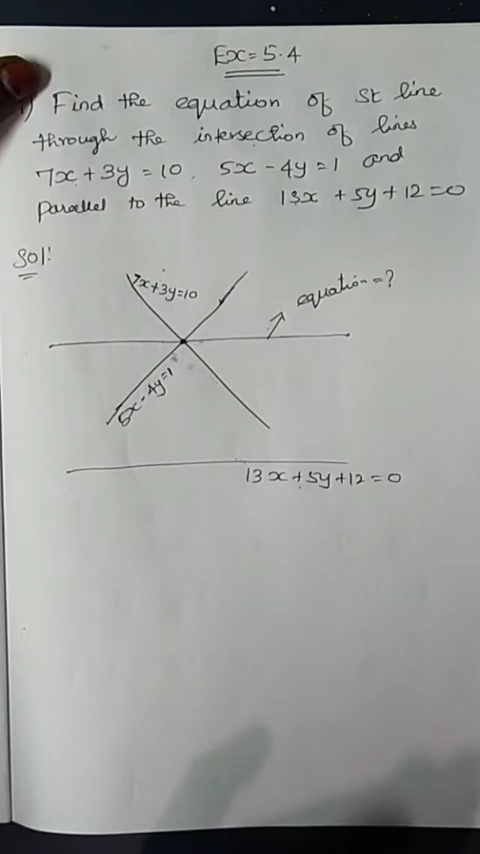 Ex = 5.4
1) Find the equation of st line
through the intersection of lines
7x + 3y = 10, 5x - 4y = 1 and
parallel to the line 13x + 5y + 12 = 0
Sol:
7x+3y=10
equation = ?
5x - 4y = 1
13x + 5y + 12 = 0